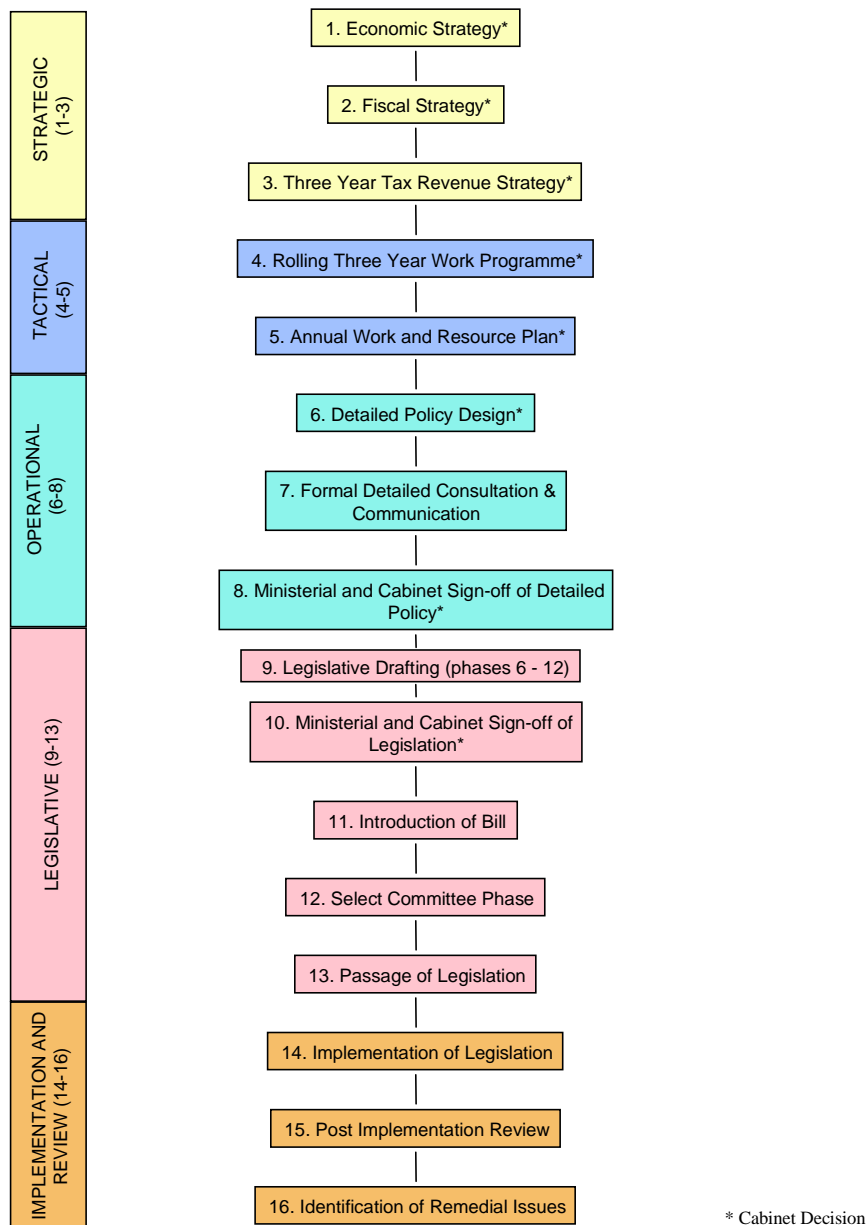 STRATEGIC
(1-3)
1. Economic Strategy*
2. Fiscal Strategy*
3. Three Year Tax Revenue Strategy*
TACTICAL
(4-5)
4. Rolling Three Year Work Programme*
5. Annual Work and Resource Plan*
OPERATIONAL
(6-8)
6. Detailed Policy Design*
7. Formal Detailed Consultation &
Communication
8. Ministerial and Cabinet Sign-off of Detailed
Policy*
LEGISLATIVE (9-13)
9. Legislative Drafting (phases 6 - 12)
10. Ministerial and Cabinet Sign-off of
Legislation*
11. Introduction of Bill
12. Select Committee Phase
13. Passage of Legislation
IMPLEMENTATION AND
REVIEW (14-16)
14. Implementation of Legislation
15. Post Implementation Review
16. Identification of Remedial Issues
* Cabinet Decision